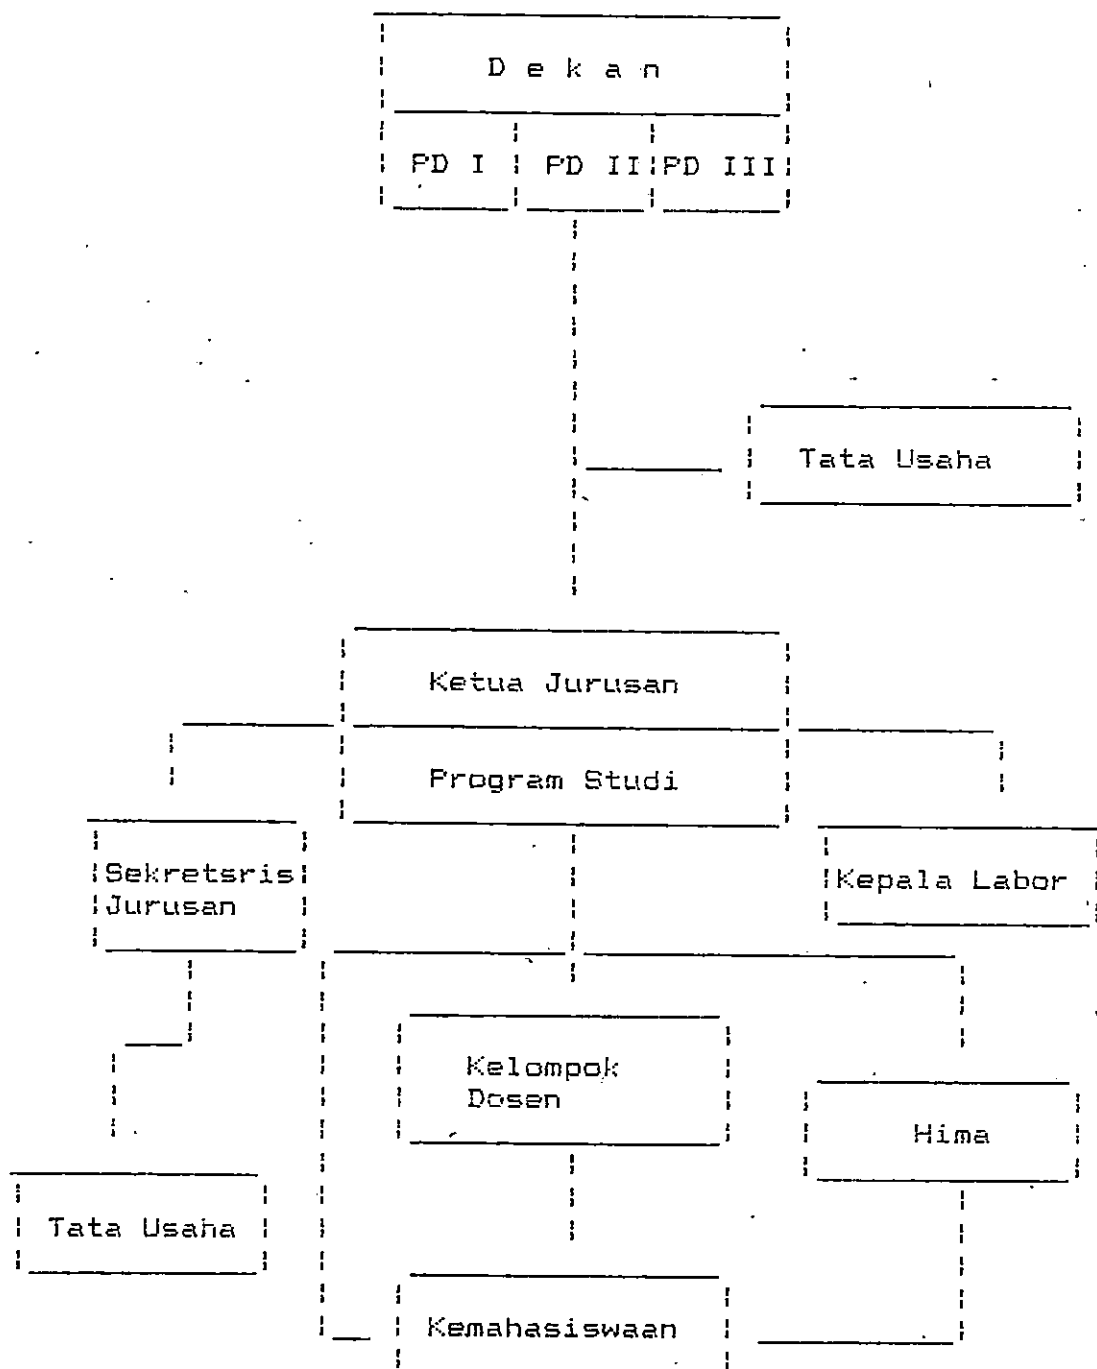 D e k a n
PD I PD II PD III
Tata Usaha
Ketua Jurusan
Program Studi
Sekretsris
Jurusan
Kepala Labor
Kelompok
Dosen
Hima
Tata Usaha
Kemahasiswaan